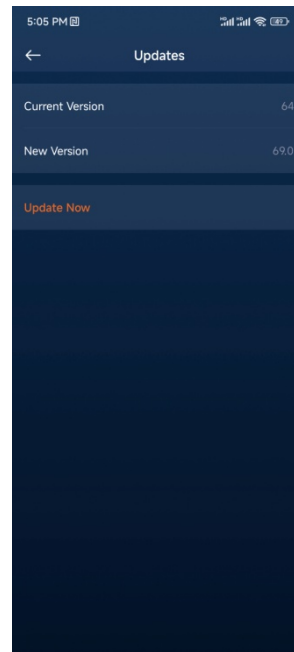 5:05 PM
Updates
Current Version 64
New Version 69.0
Update Now